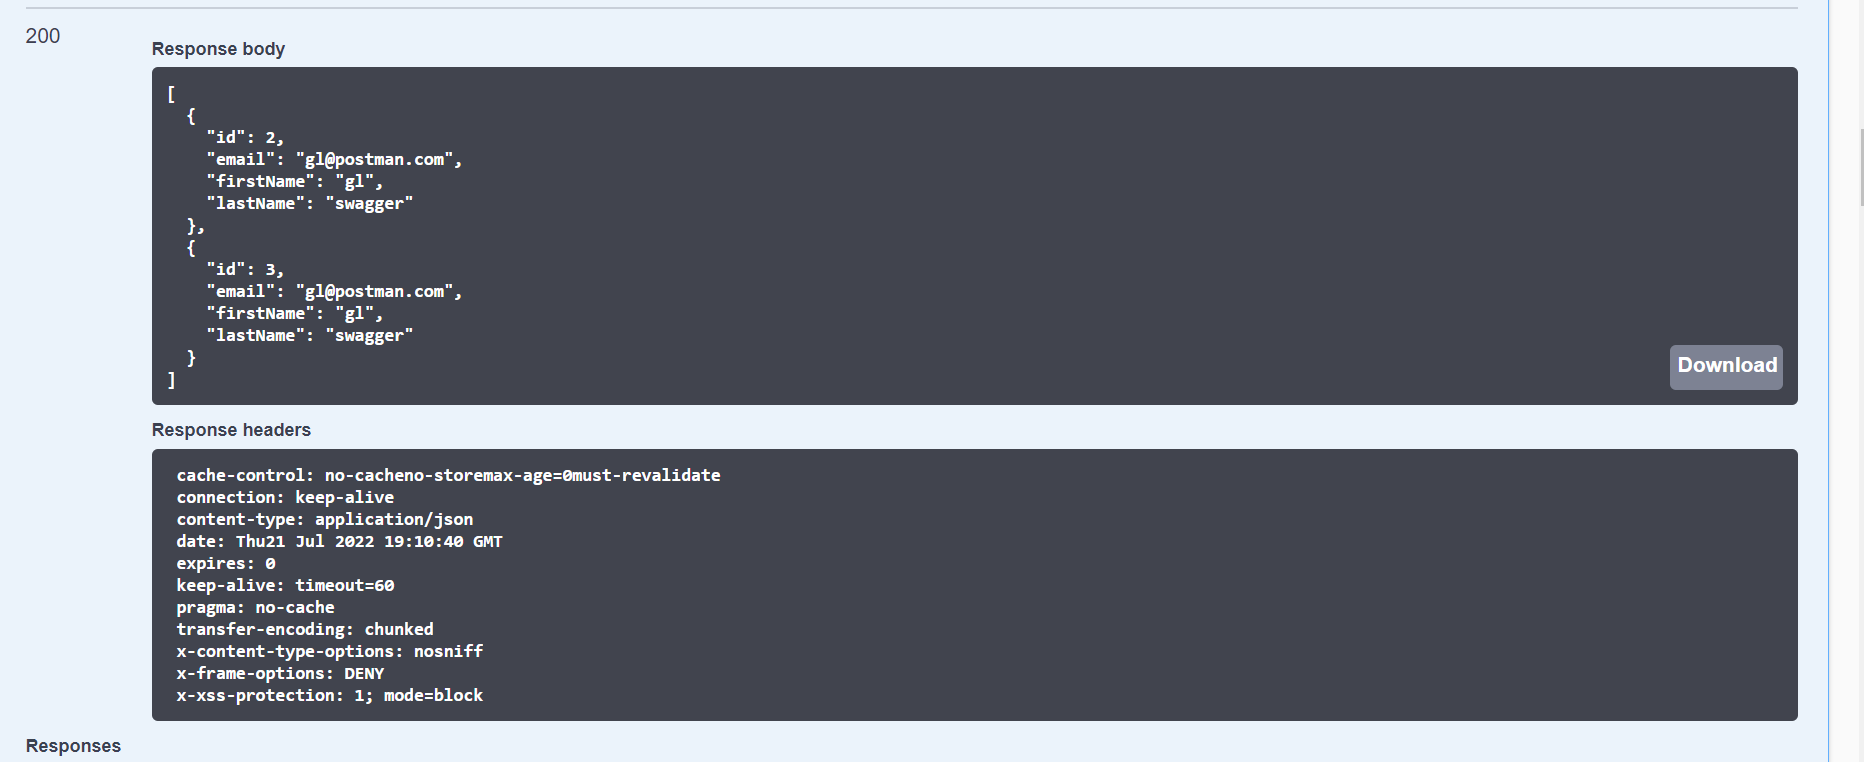 200
Response body
[
  {
    "id": 2,
    "email": "gl@postman.com",
    "firstName": "gl",
    "lastName": "swagger"
  },
  {
    "id": 3,
    "email": "gl@postman.com",
    "firstName": "gl",
    "lastName": "swagger"
  }
]
Download
Response headers
cache-control: no-cacheno-storemax-age=0must-revalidate
connection: keep-alive
content-type: application/json
date: Thu21 Jul 2022 19:10:40 GMT
expires: 0
keep-alive: timeout=60
pragma: no-cache
transfer-encoding: chunked
x-content-type-options: nosniff
x-frame-options: DENY
x-xss-protection: 1; mode=block
Responses